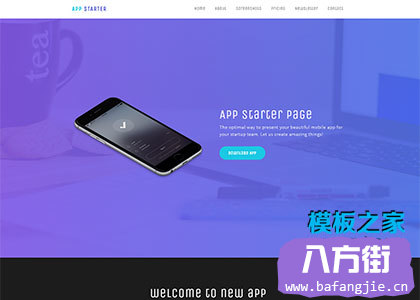 APP STARTER
Home About Screenshots Pricing Newsletter Contact
APP Starter Page
The optimal way to present your beautiful mobile app for
your startup team. Let us create amazing things!
Download App
模板之家
八方街
www.bafangjie.cn
welcome to new app